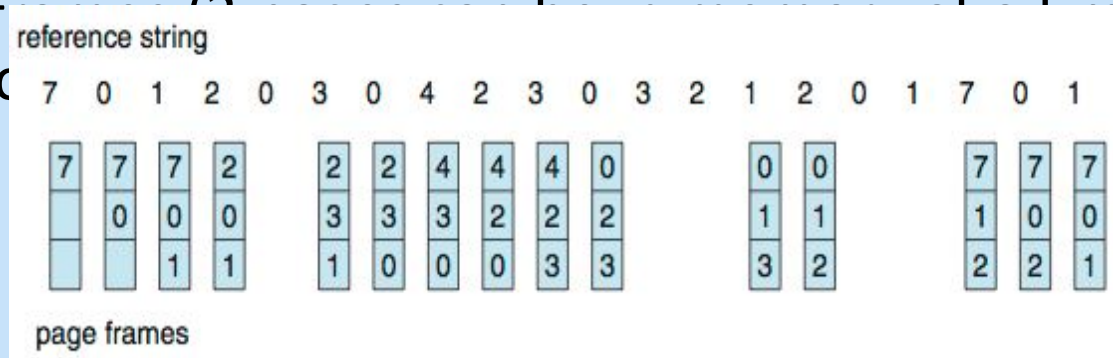 reference string
7 0 1 2 0 3 0 4 2 3 0 3 2 1 2 0 1 7 0 1
7 7 7 2 2 2 4 4 4 0 0 0 7 7 7
0 0 0 3 3 3 2 2 2 1 1 1 0 0
1 1 1 0 0 0 3 3 3 2 2 2 1
page frames